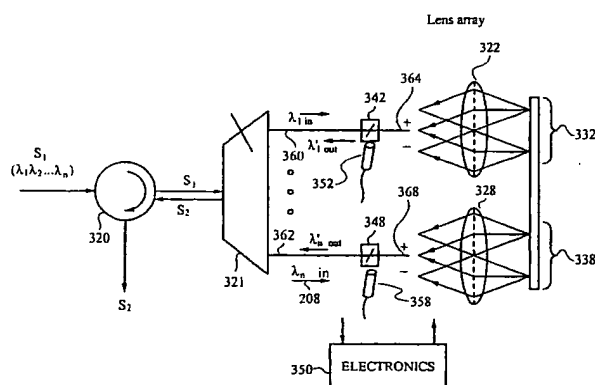 Lens array
322
342
364
λ1 in
λ'1 out
360
+
−
332
352
S1
(λ1λ2...λn)
S1
S2
320
328
368
348
λ'n out
362
+
−
338
321
λn in
208
358
S2
350
ELECTRONICS